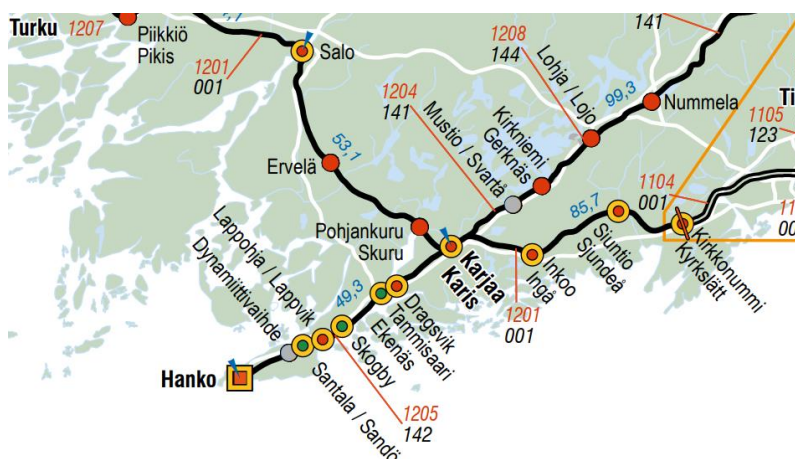 141
Turku
1207
Piikkiö
Pikis
1201
001
Salo
1208
144
Lohja / Lojo
99,3
Nummela
1204
141
Mustio / Svartå
Kirkniemi
Gerknäs
Ti
1105
123
53,1
Ervelä
1104
001
85,7
Pohjankuru
Skuru
Karjaa
Karis
Inkoo
Ingå
Siuntio
Sjundeå
Kirkkonummi
Kyrkslätt
Lappohja / Lappvik
Dynamiittivaihde
49,3
Dragsvik
Tammisaari
Ekenäs
Skogby
1201
001
Hanko
Santala / Sandö
1205
142